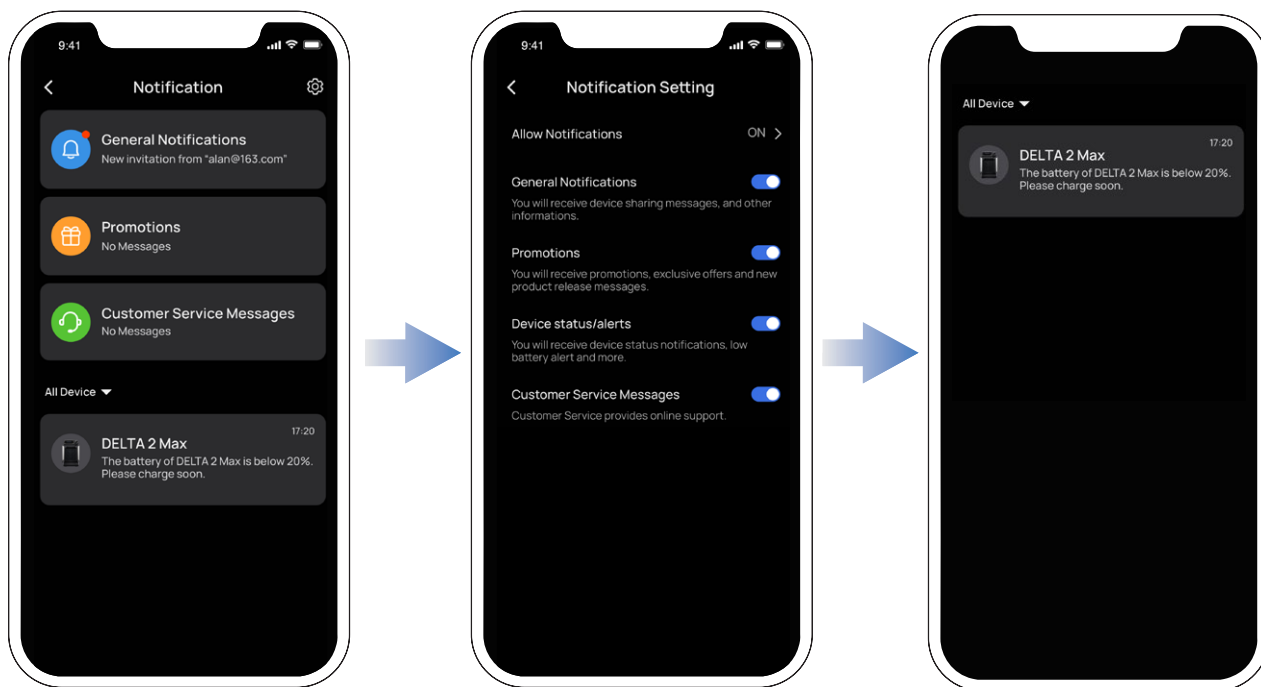 9:41
Notification
General Notifications
New invitation from "alan@163.com"
Promotions
No Messages
Customer Service Messages
No Messages
All Device
17:20
DELTA 2 Max
The battery of DELTA 2 Max is below 20%.
Please charge soon.
9:41
Notification Setting
Allow Notifications ON
General Notifications
You will receive device sharing messages, and other
informations.
Promotions
You will receive promotions, exclusive offers and new
product release messages.
Device status/alerts
You will receive device status notifications, low
battery alert and more.
Customer Service Messages
Customer Service provides online support.
All Device
17:20
DELTA 2 Max
The battery of DELTA 2 Max is below 20%.
Please charge soon.